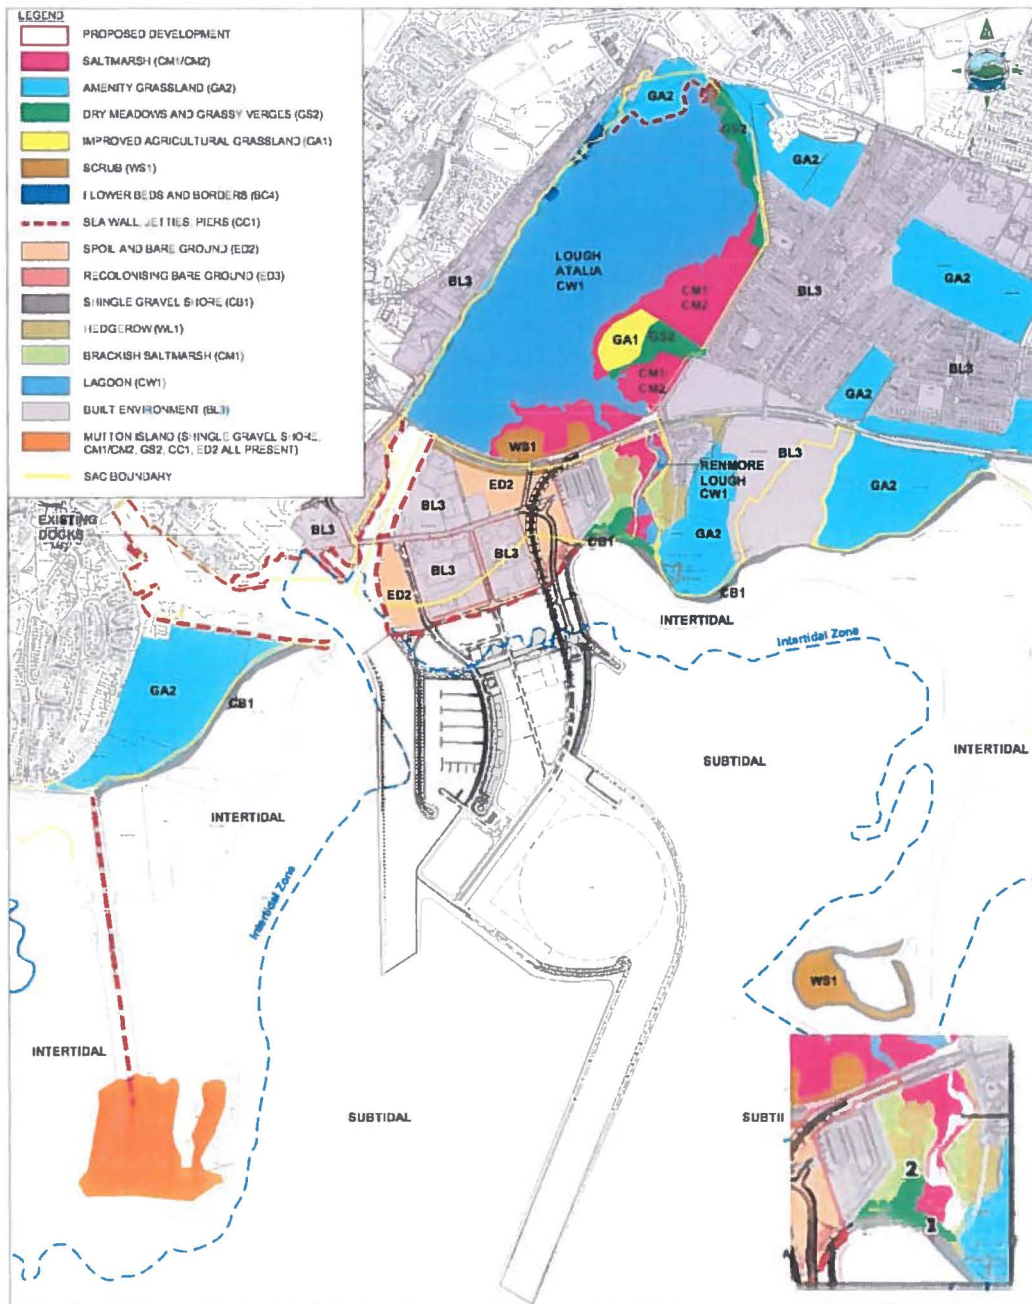 LEGEND
PROPOSED DEVELOPMENT
SALTMARSH (CM1/CM2)
AMENITY GRASSLAND (GA2)
DRY MEADOWS AND GRASSY VERGES (GS2)
IMPROVED AGRICULTURAL GRASSLAND (GA1)
SCRUB (WS1)
FLOWER BEDS AND BORDERS (BC4)
SEA WALL, JETTIES, PIERS (CC1)
SPOIL AND BARE GROUND (ED2)
RECOLONISING BARE GROUND (ED3)
SHINGLE GRAVEL SHORE (CB1)
HEDGEROW (WL1)
BRACKISH SALTMARSH (CM1)
LAGOON (CW1)
BUILT ENVIRONMENT (BL3)
MUTTON ISLAND (SHINGLE GRAVEL SHORE,
CM1/CM2, GS2, CC1, ED2 ALL PRESENT)
SAC BOUNDARY
GA2
GS2
GA2
LOUGH
ATALIA
CW1
BL3
BL3
GA2
CM1
CM2
GA1
GS2
CM1
CM2
GA2
BL3
WS1
BL3
RENMORE
LOUGH
CW1
GA2
ED2
BL3
EXISTING
DOCKS
BL3
BL3
BL3
CB1
GA2
ED2
CB1
INTERTIDAL
Intertidal Zone
GA2
CB1
SUBTIDAL
INTERTIDAL
INTERTIDAL
Intertidal Zone
WS1
INTERTIDAL
SUBTIDAL
SUBTII
2
1